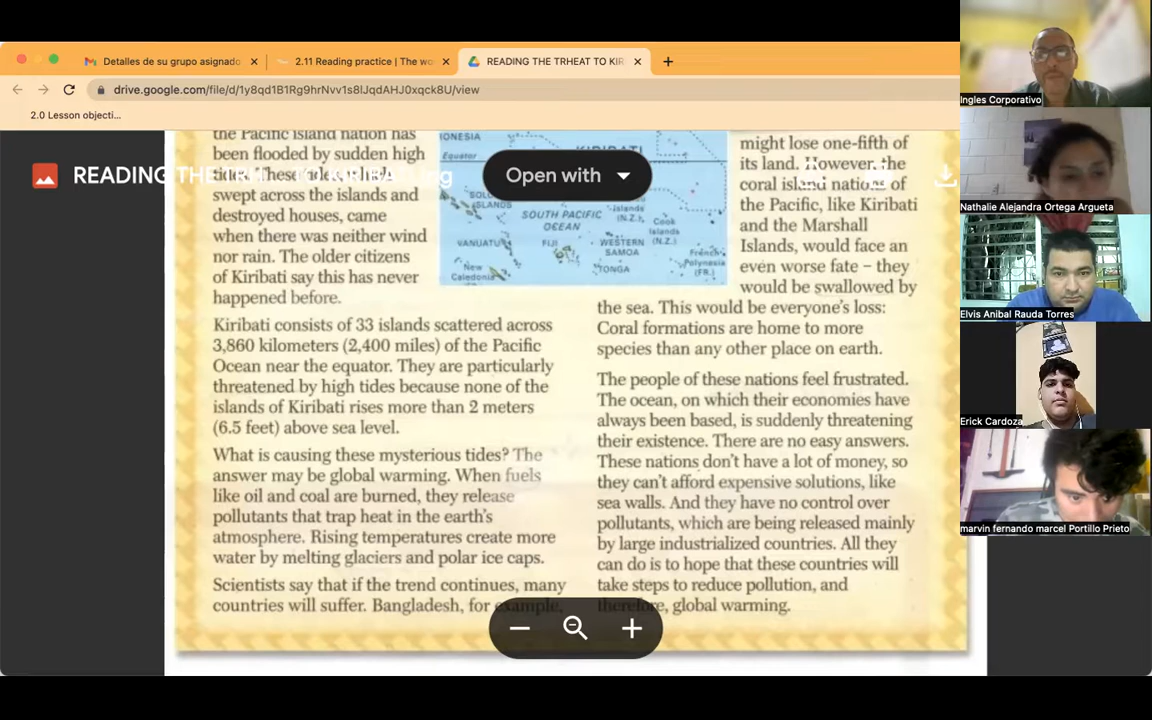 Detalles de su grupo asignado
2.11 Reading practice | The wo
READING THE TRHEAT TO KIR
drive.google.com/file/d/1y8qd1B1Rg9hrNvv1s8lJqdAHJ0xqck8U/view
2.0 Lesson objecti...
READING THE
Open with
the Pacific island nation has
been flooded by sudden high
swept across the islands and
destroyed houses, came
when there was neither wind
nor rain. The older citizens
of Kiribati say this has never
happened before.
Kiribati consists of 33 islands scattered across
3,860 kilometers (2,400 miles) of the Pacific
Ocean near the equator. They are particularly
threatened by high tides because none of the
islands of Kiribati rises more than 2 meters
(6.5 feet) above sea level.
What is causing these mysterious tides? The
answer may be global warming. When fuels
like oil and coal are burned, they release
pollutants that trap heat in the earth's
atmosphere. Rising temperatures create more
water by melting glaciers and polar ice caps.
Scientists say that if the trend continues, many
countries will suffer. Bangladesh, for example,
ONESIA
Equator
KIRIBATI
ISLANDS
SOUTH PACIFIC
OCEAN
Islands
(N.Z.)
Cook
Islands
(N.Z.)
VANUATU
FIJI
WESTERN
SAMOA
TONGA
New
Caledonia
French
Polynesia
(FR.)
might lose one-fifth of
its land. However, the
coral island nations of
the Pacific, like Kiribati
and the Marshall
Islands, would face an
even worse fate – they
would be swallowed by
the sea. This would be everyone's loss:
Coral formations are home to more
species than any other place on earth.
The people of these nations feel frustrated.
The ocean, on which their economies have
always been based, is suddenly threatening
their existence. There are no easy answers.
These nations don't have a lot of money, so
they can't afford expensive solutions, like
sea walls. And they have no control over
pollutants, which are being released mainly
by large industrialized countries. All they
can do is to hope that these countries will
take steps to reduce pollution, and
therefore, global warming.
Ingles Corporativo
Nathalie Alejandra Ortega Argueta
Elvis Anibal Rauda Torres
Erick Cardoza
marvin fernando marcel Portillo Prieto